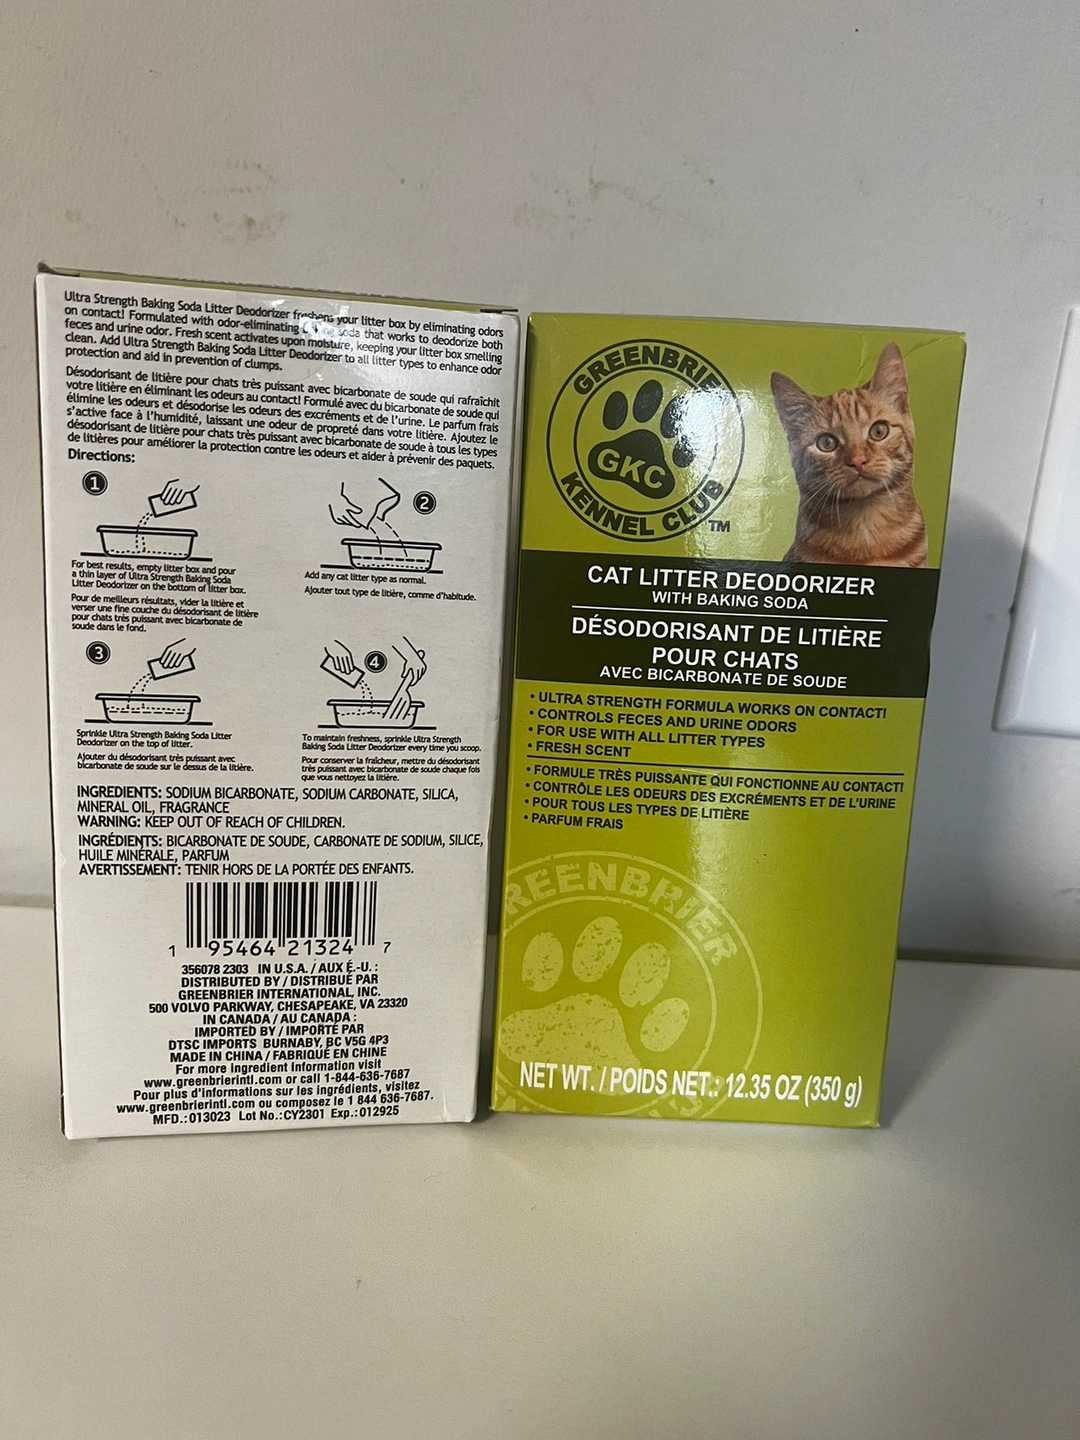 Ultra Strength Baking Soda Litter Deodorizer freshens your litter box by eliminating odors
on contact! Formulated with odor-eliminating soda that works to deodorize both
feces and urine odor. Fresh scent activates upon moisture, keeping your litter box smelling
clean. Add Ultra Strength Baking Soda Litter Deodorizer to all litter types to enhance odor
protection and aid in prevention of clumps.
Désodorisant de litière pour chats très puissant avec bicarbonate de soude qui rafraîchit
votre litière en éliminant les odeurs au contact! Formulé avec du bicarbonate de soude qui
élimine les odeurs et désodorise les odeurs des excréments et de l'urine. Le parfum frais
s'active face à l'humidité, laissant une odeur de propreté dans votre litière. Ajoutez le
désodorisant de litière pour chats très puissant avec bicarbonate de soude à tous les types
de litières pour améliorer la protection contre les odeurs et aider à prévenir des paquets.
Directions:
1
For best results, empty litter box and pour
a thin layer of Ultra Strength Baking Soda
Litter Deodorizer on the bottom of litter box.
Pour de meilleurs résultats, vider la litière et
verser une fine couche du désodorisant de litière
pour chats très puissant avec bicarbonate de
soude dans le fond.
2
Add any cat litter type as normal.
Ajouter tout type de litière, comme d'habitude.
3
Sprinkle Ultra Strength Baking Soda Litter
Deodorizer on the top of litter.
Ajouter du désodorisant très puissant avec
bicarbonate de soude sur le dessus de la litière.
4
To maintain freshness, sprinkle Ultra Strength
Baking Soda Litter Deodorizer every time you scoop.
Pour conserver la fraîcheur, mettre du désodorisant
très puissant avec bicarbonate de soude chaque fois
que vous nettoyez la litière.
INGREDIENTS: SODIUM BICARBONATE, SODIUM CARBONATE, SILICA,
MINERAL OIL, FRAGRANCE
WARNING: KEEP OUT OF REACH OF CHILDREN.
INGRÉDIENTS: BICARBONATE DE SOUDE, CARBONATE DE SODIUM, SILICE,
HUILE MINÉRALE, PARFUM
AVERTISSEMENT: TENIR HORS DE LA PORTÉE DES ENFANTS.
1 95464 21324 7
356078 2303 IN U.S.A. / AUX É.-U. :
DISTRIBUTED BY / DISTRIBUÉ PAR
GREENBRIER INTERNATIONAL, INC.
500 VOLVO PARKWAY, CHESAPEAKE, VA 23320
IN CANADA / AU CANADA :
IMPORTED BY / IMPORTÉ PAR
DTSC IMPORTS BURNABY, BC V5G 4P3
MADE IN CHINA / FABRIQUÉ EN CHINE
For more ingredient information visit
www.greenbrierintl.com or call 1-844-636-7687
Pour plus d'informations sur les ingrédients, visitez
www.greenbrierintl.com ou composez le 1 844 636-7687.
MFD.:013023 Lot No.:CY2301 Exp.:012925
GREENBRIER
GKC
KENNEL CLUB
TM
CAT LITTER DEODORIZER
WITH BAKING SODA
DÉSODORISANT DE LITIÈRE
POUR CHATS
AVEC BICARBONATE DE SOUDE
• ULTRA STRENGTH FORMULA WORKS ON CONTACT!
• CONTROLS FECES AND URINE ODORS
• FOR USE WITH ALL LITTER TYPES
• FRESH SCENT
• FORMULE TRÈS PUISSANTE QUI FONCTIONNE AU CONTACT!
• CONTRÔLE LES ODEURS DES EXCRÉMENTS ET DE L'URINE
• POUR TOUS LES TYPES DE LITIÈRE
• PARFUM FRAIS
REENBRIER
NET WT. / POIDS NET.: 12.35 OZ (350 g)